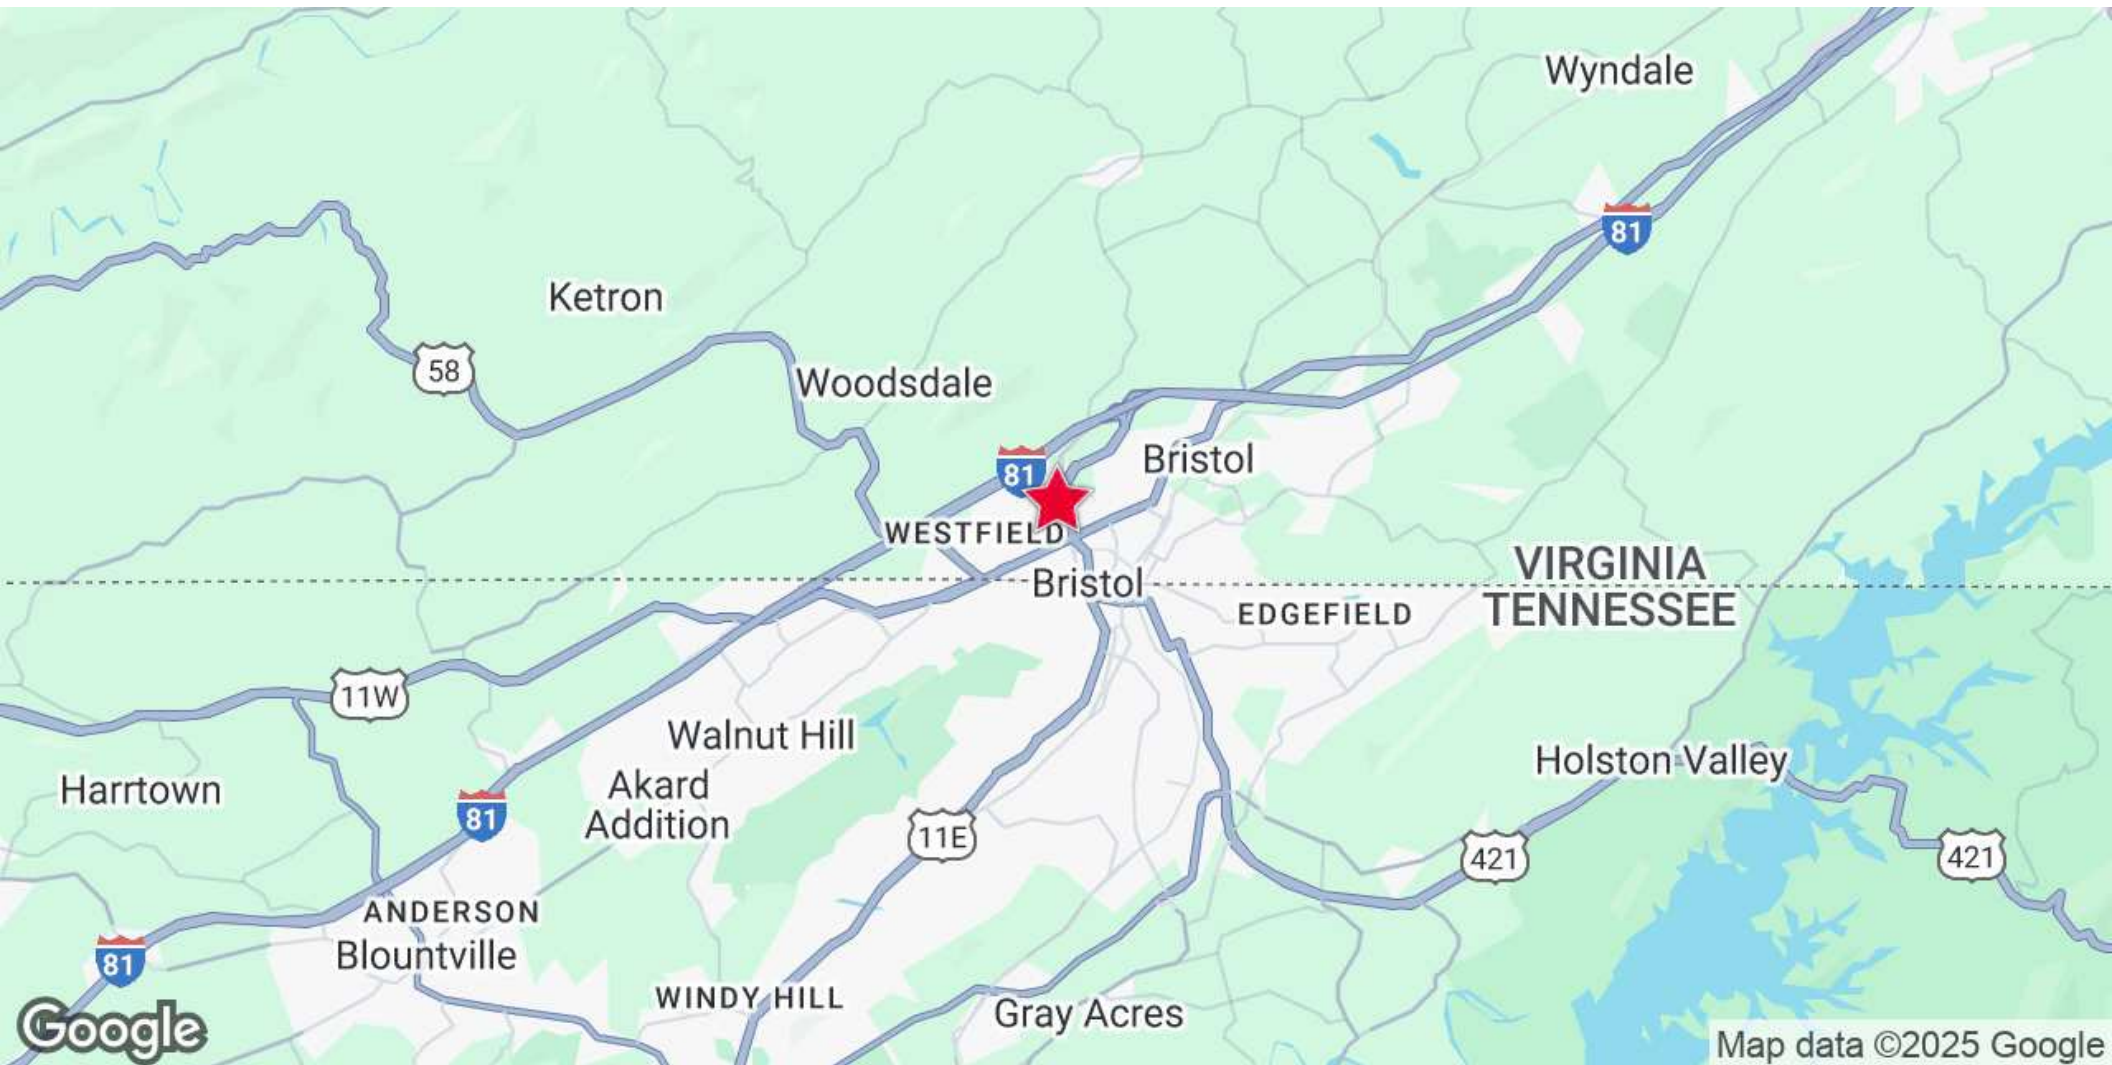 Wyndale
81
Ketron
58
Woodsdale
Bristol
81
WESTFIELD
VIRGINIA
Bristol
TENNESSEE
EDGEFIELD
11W
Walnut Hill
Holston Valley
Harrtown
Akard
Addition
81
11E
421
421
ANDERSON
Blountville
81
WINDY HILL
Gray Acres
Google
Map data ©2025 Google